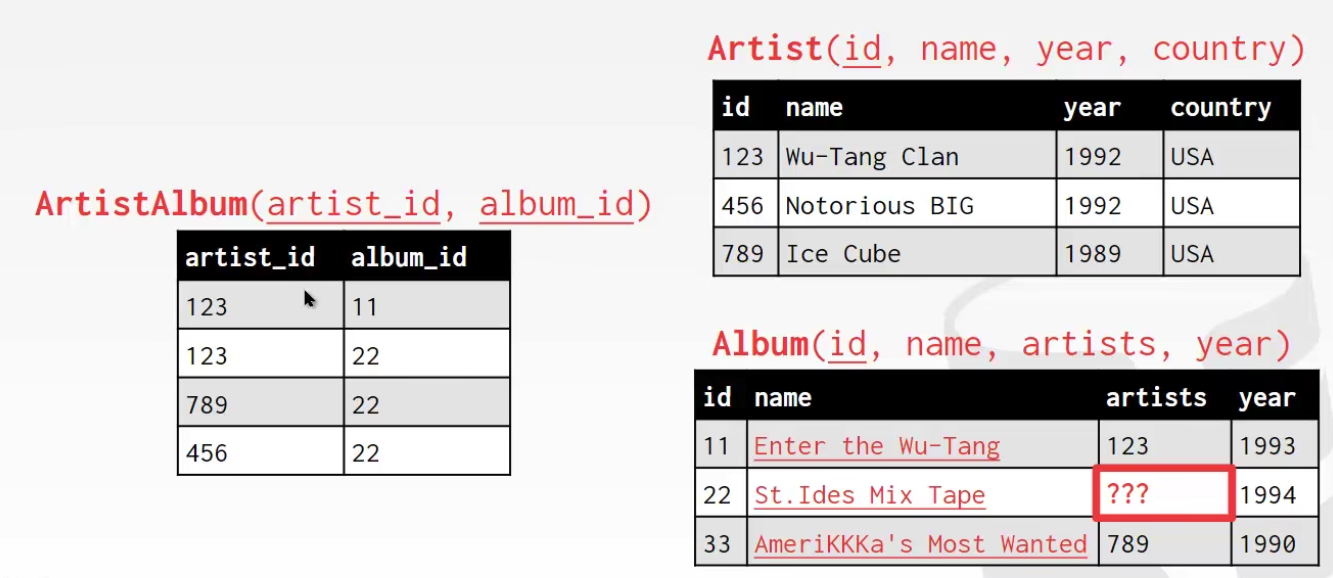 ArtistAlbum(artist_id, album_id)
artist_id album_id
123 11
123 22
789 22
456 22
Artist(id, name, year, country)
id name year country
123 Wu-Tang Clan 1992 USA
456 Notorious BIG 1992 USA
789 Ice Cube 1989 USA
Album(id, name, artists, year)
id name artists year
11 Enter the Wu-Tang 123 1993
22 St.Ides Mix Tape ??? 1994
33 AmeriKKKa's Most Wanted 789 1990